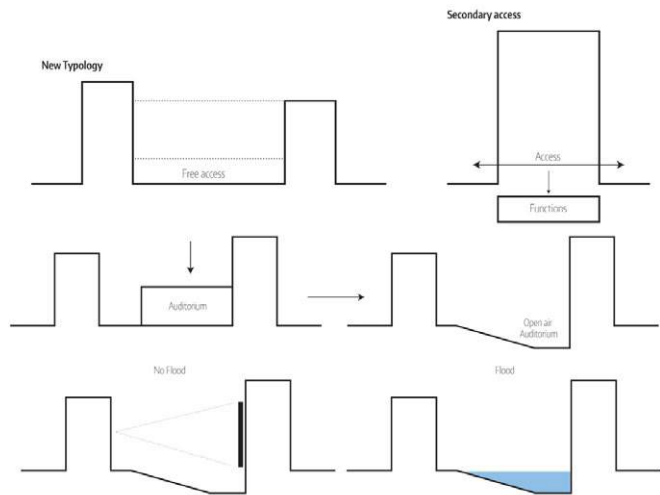 Secondary access
New Typology
Access
Free access
Functions
Auditorium
Open air
Auditorium
No Flood
Flood